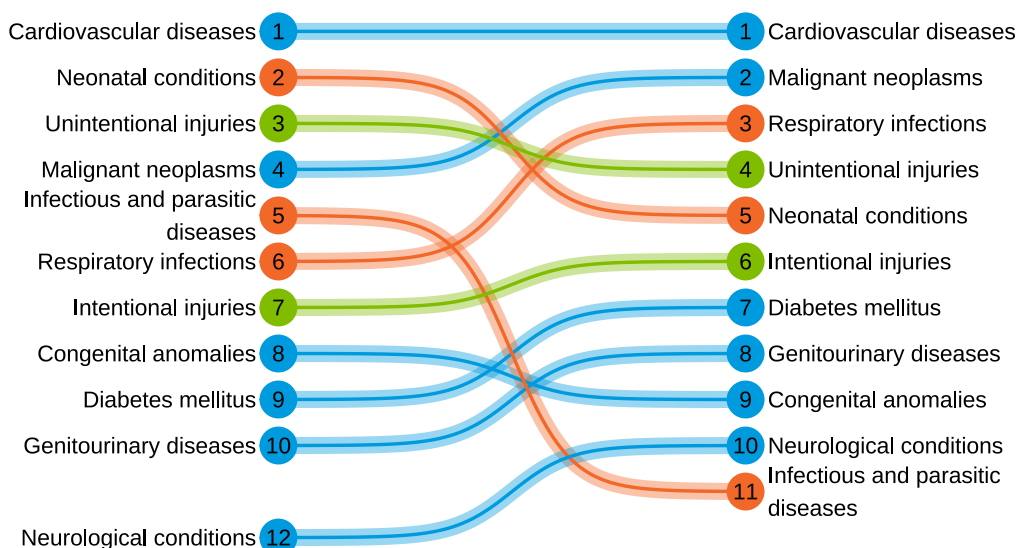 Cardiovascular diseases 1 1 Cardiovascular diseases
Neonatal conditions 2 2 Malignant neoplasms
Unintentional injuries 3 3 Respiratory infections
Malignant neoplasms 4 4 Unintentional injuries
Infectious and parasitic
diseases 5 5 Neonatal conditions
Respiratory infections 6 6 Intentional injuries
Intentional injuries 7 7 Diabetes mellitus
Congenital anomalies 8 8 Genitourinary diseases
Diabetes mellitus 9 9 Congenital anomalies
Genitourinary diseases 10 10 Neurological conditions
11 Infectious and parasitic
diseases
Neurological conditions 12